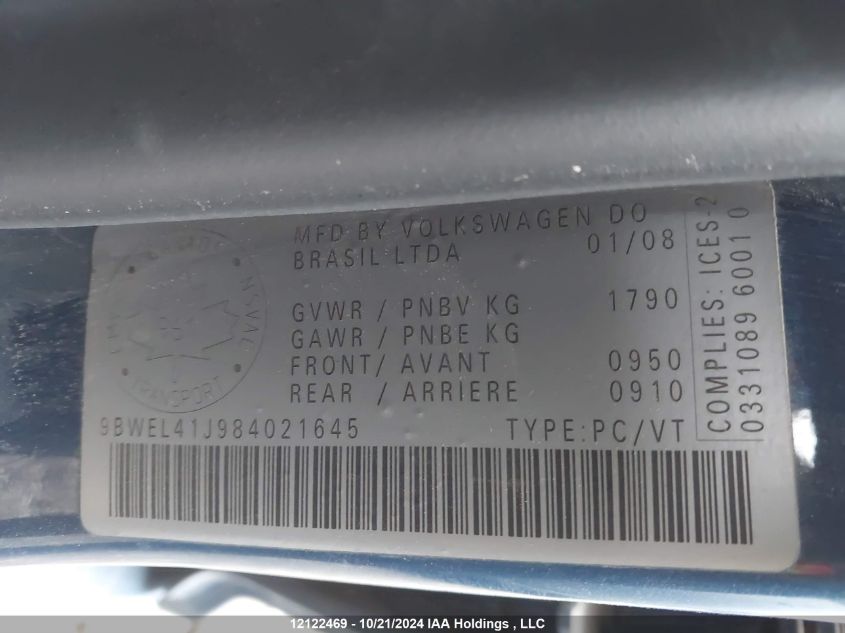 MFD BY VOLKSWAGEN DO
BRASIL LTDA 01/08
GVWR / PNBV KG 1790
GAWR / PNBE KG
FRONT/ AVANT 0950
REAR / ARRIERE 0910
9BWEL41J984021645 TYPE:PC/VT
COMPLIES: ICES-2
0331089 6001 0
TRANSPORT
12122469 - 10/21/2024 IAA Holdings , LLC